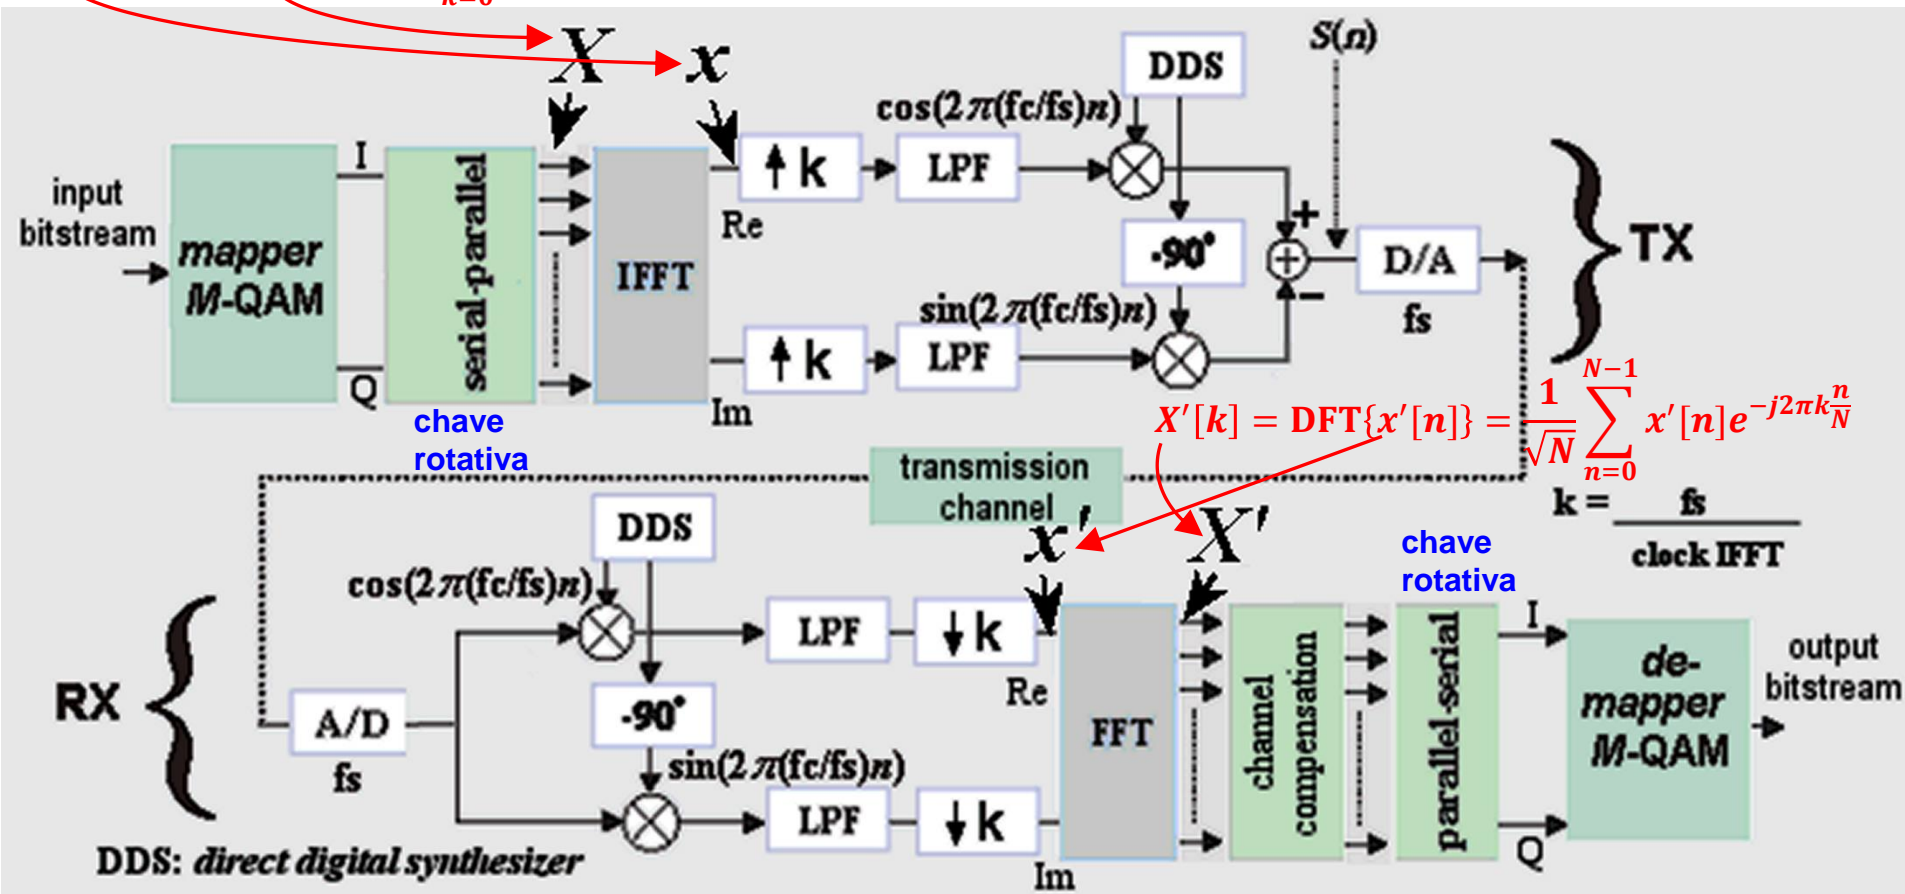 k=0
X
x
S(n)
DDS
cos(2π(fc/fs)n)
I
↑ k
LPF
input
bitstream
mapper
M-QAM
serial-parallel
IFFT
Re
-90°
+
TX
D/A
fs
sin(2π(fc/fs)n)
−
↑ k
LPF
Q
Im
chave
rotativa
X′[k] = DFT{x′[n]} = 1/√N ∑_{n=0}^{N−1} x′[n]e^{−j2πk n/N}
transmission
channel
k = fs / clock IFFT
x'
X'
chave
rotativa
DDS
cos(2π(fc/fs)n)
LPF
↓ k
I
Re
RX
A/D
fs
-90°
FFT
channel
compensation
parallel-serial
de-
mapper
M-QAM
output
bitstream
sin(2π(fc/fs)n)
LPF
↓ k
Q
Im
DDS: direct digital synthesizer